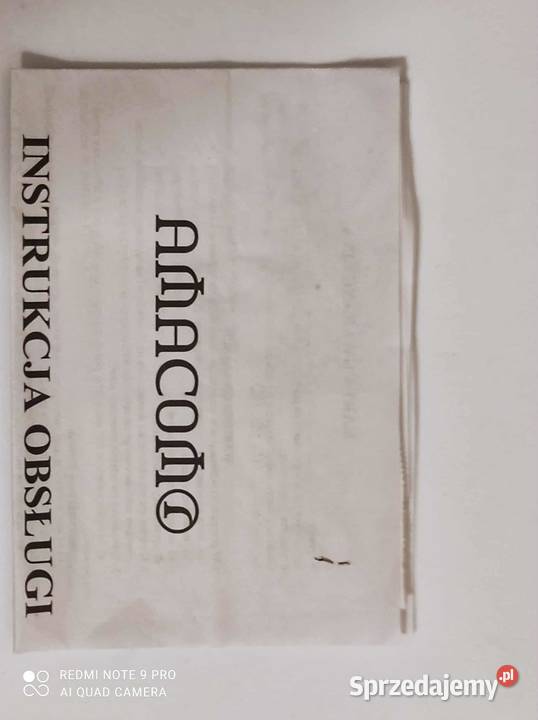 AMACOM®
INSTRUKCJA OBSŁUGI
REDMI NOTE 9 PRO
AI QUAD CAMERA
Sprzedajemy.pl